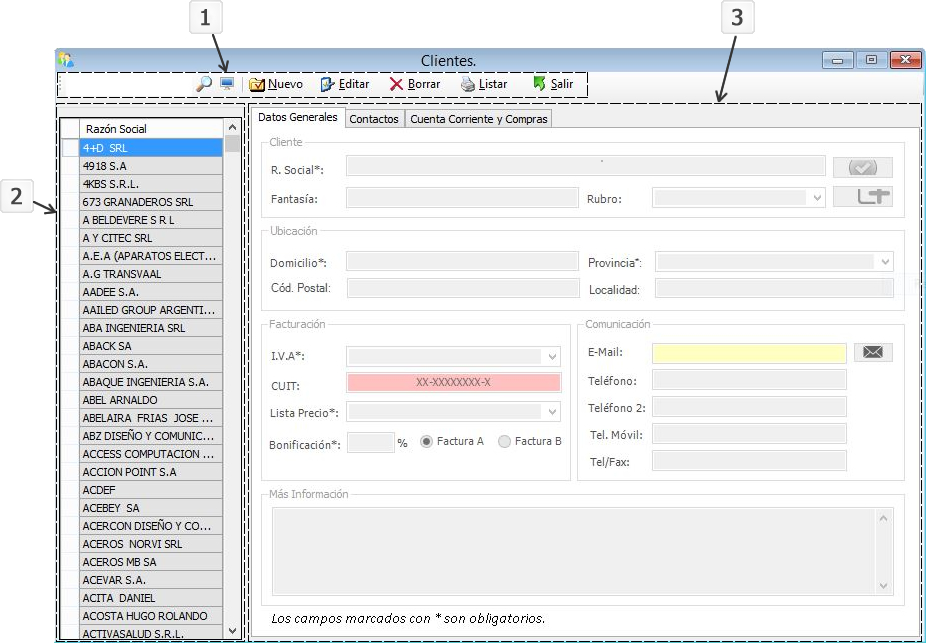 1
3
2
Clientes.
Nuevo Editar Borrar Listar Salir
Razón Social
4+D SRL
4918 S.A
4KBS S.R.L.
673 GRANADEROS SRL
A BELDEVERE S R L
A Y CITEC SRL
A.E.A (APARATOS ELECT...
A.G TRANSVAAL
AADEE S.A.
AAILED GROUP ARGENTI...
ABA INGENIERIA SRL
ABACK SA
ABACON S.A.
ABAQUE INGENIERIA S.A.
ABEL ARNALDO
ABELAIRA FRIAS JOSE ...
ABZ DISEÑO Y COMUNIC...
ACCESS COMPUTACION ...
ACCION POINT S.A
ACDEF
ACEBEY SA
ACERCON DISEÑO Y CO...
ACEROS NORVI SRL
ACEROS MB SA
ACEVAR S.A.
ACITA DANIEL
ACOSTA HUGO ROLANDO
ACTIVASALUD S.R.L.
Datos Generales Contactos Cuenta Corriente y Compras
Cliente
R. Social*:
Fantasía: Rubro:
Ubicación
Domicilio*: Provincia*:
Cód. Postal: Localidad:
Facturación
I.V.A*:
CUIT: XX-XXXXXXXX-X
Lista Precio*:
Bonificación*: % Factura A Factura B
Comunicación
E-Mail:
Teléfono:
Teléfono 2:
Tel. Móvil:
Tel/Fax:
Más Información
Los campos marcados con * son obligatorios.